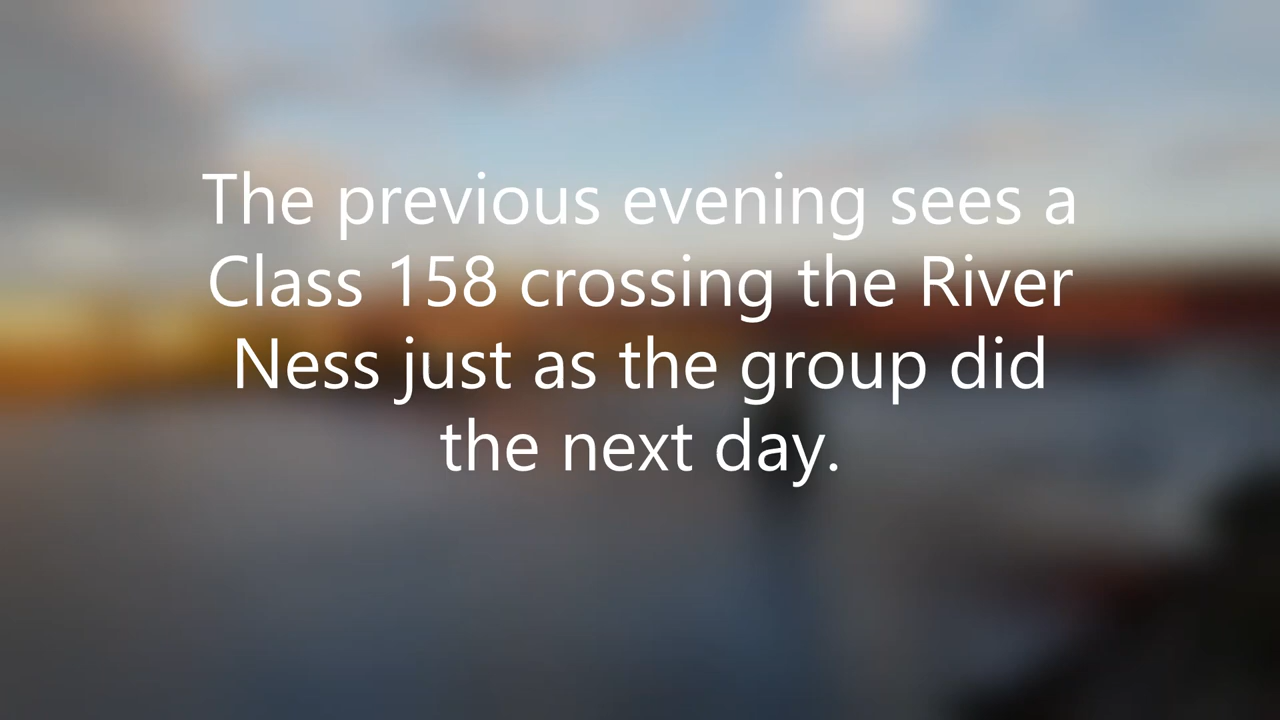 The previous evening sees a
Class 158 crossing the River
Ness just as the group did
the next day.